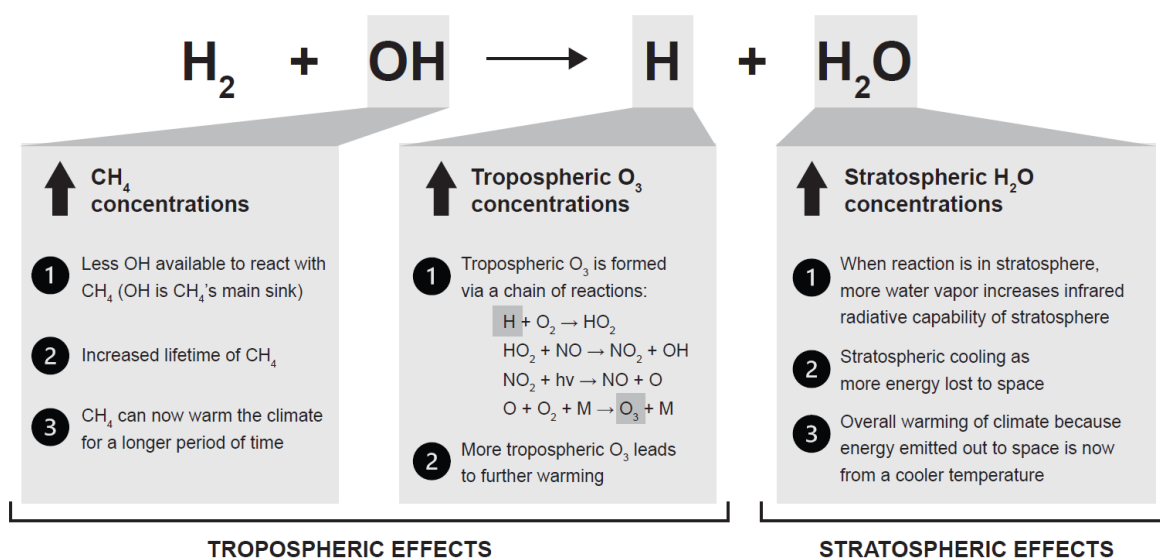 H₂ + OH → H + H₂O
CH₄
concentrations
1 Less OH available to react with
CH₄ (OH is CH₄'s main sink)
2 Increased lifetime of CH₄
3 CH₄ can now warm the climate
for a longer period of time
Tropospheric O₃
concentrations
1 Tropospheric O₃ is formed
via a chain of reactions:
H + O₂ → HO₂
HO₂ + NO → NO₂ + OH
NO₂ + hv → NO + O
O + O₂ + M → O₃ + M
2 More tropospheric O₃ leads
to further warming
Stratospheric H₂O
concentrations
1 When reaction is in stratosphere,
more water vapor increases infrared
radiative capability of stratosphere
2 Stratospheric cooling as
more energy lost to space
3 Overall warming of climate because
energy emitted out to space is now
from a cooler temperature
TROPOSPHERIC EFFECTS
STRATOSPHERIC EFFECTS